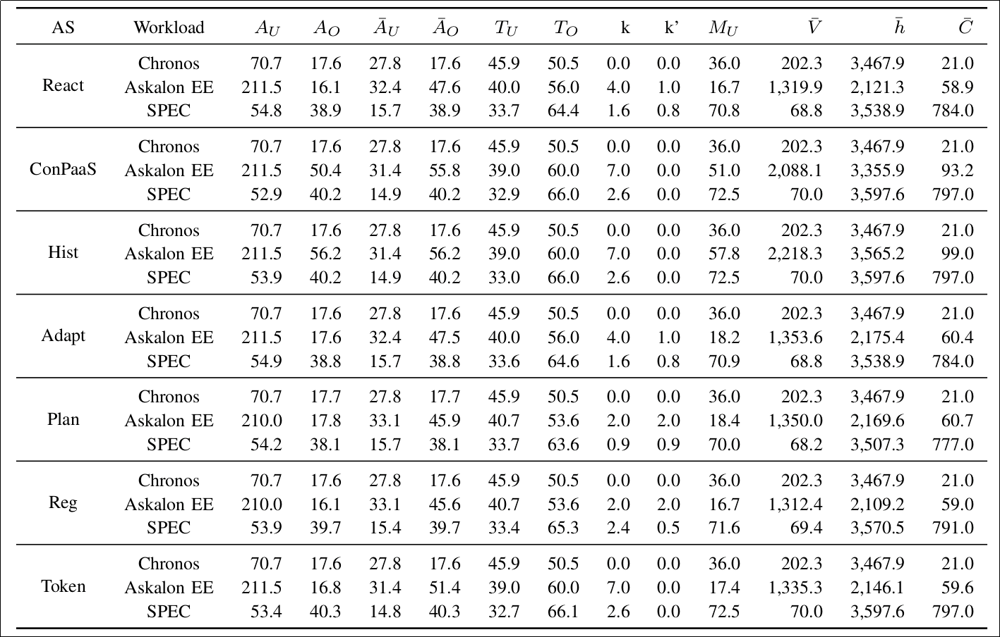 AS Workload A_U A_O Ā_U Ā_O T_U T_O k k’ M_U V̄ h̄ C̄
Chronos 70.7 17.6 27.8 17.6 45.9 50.5 0.0 0.0 36.0 202.3 3,467.9 21.0
React Askalon EE 211.5 16.1 32.4 47.6 40.0 56.0 4.0 1.0 16.7 1,319.9 2,121.3 58.9
SPEC 54.8 38.9 15.7 38.9 33.7 64.4 1.6 0.8 70.8 68.8 3,538.9 784.0
Chronos 70.7 17.6 27.8 17.6 45.9 50.5 0.0 0.0 36.0 202.3 3,467.9 21.0
ConPaaS Askalon EE 211.5 50.4 31.4 55.8 39.0 60.0 7.0 0.0 51.0 2,088.1 3,355.9 93.2
SPEC 52.9 40.2 14.9 40.2 32.9 66.0 2.6 0.0 72.5 70.0 3,597.6 797.0
Chronos 70.7 17.6 27.8 17.6 45.9 50.5 0.0 0.0 36.0 202.3 3,467.9 21.0
Hist Askalon EE 211.5 56.2 31.4 56.2 39.0 60.0 7.0 0.0 57.8 2,218.3 3,565.2 99.0
SPEC 53.9 40.2 14.9 40.2 33.0 66.0 2.6 0.0 72.5 70.0 3,597.6 797.0
Chronos 70.7 17.6 27.8 17.6 45.9 50.5 0.0 0.0 36.0 202.3 3,467.9 21.0
Adapt Askalon EE 211.5 17.6 32.4 47.5 40.0 56.0 4.0 1.0 18.2 1,353.6 2,175.4 60.4
SPEC 54.9 38.8 15.7 38.8 33.6 64.6 1.6 0.8 70.9 68.8 3,538.9 784.0
Chronos 70.7 17.7 27.8 17.7 45.9 50.5 0.0 0.0 36.0 202.3 3,467.9 21.0
Plan Askalon EE 210.0 17.8 33.1 45.9 40.7 53.6 2.0 2.0 18.4 1,350.0 2,169.6 60.7
SPEC 54.2 38.1 15.7 38.1 33.7 63.6 0.9 0.9 70.0 68.2 3,507.3 777.0
Chronos 70.7 17.6 27.8 17.6 45.9 50.5 0.0 0.0 36.0 202.3 3,467.9 21.0
Reg Askalon EE 210.0 16.1 33.1 45.6 40.7 53.6 2.0 2.0 16.7 1,312.4 2,109.2 59.0
SPEC 53.9 39.7 15.4 39.7 33.4 65.3 2.4 0.5 71.6 69.4 3,570.5 791.0
Chronos 70.7 17.6 27.8 17.6 45.9 50.5 0.0 0.0 36.0 202.3 3,467.9 21.0
Token Askalon EE 211.5 16.8 31.4 51.4 39.0 60.0 7.0 0.0 17.4 1,335.3 2,146.1 59.6
SPEC 53.4 40.3 14.8 40.3 32.7 66.1 2.6 0.0 72.5 70.0 3,597.6 797.0